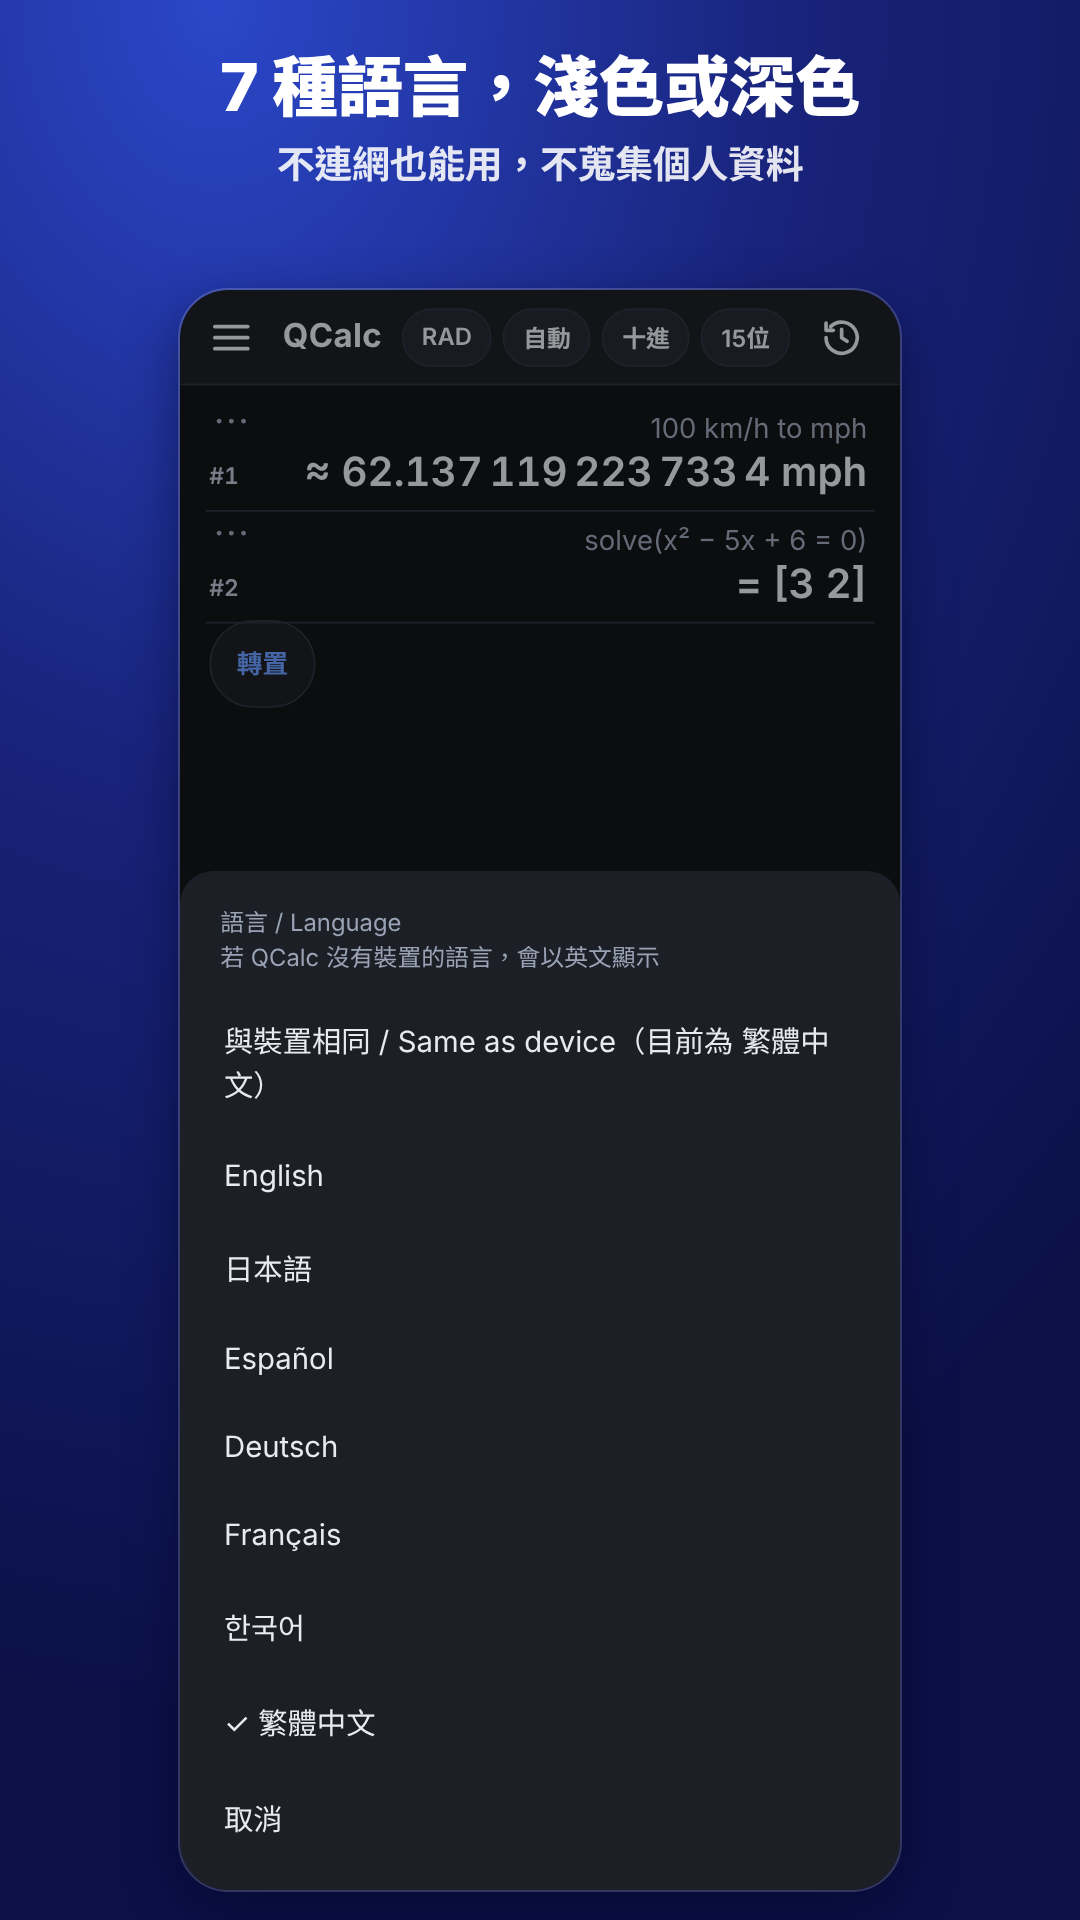 7 種語言，淺色或深色
不連網也能用，不蒐集個人資料
QCalc RAD 自動 十進 15位
...
100 km/h to mph
#1 ≈ 62.137 119 223 733 4 mph
...
solve(x² − 5x + 6 = 0)
#2 = [3 2]
轉置
語言 / Language
若 QCalc 沒有裝置的語言，會以英文顯示
與裝置相同 / Same as device（目前為 繁體中
文）
English
日本語
Español
Deutsch
Français
한국어
✓ 繁體中文
取消